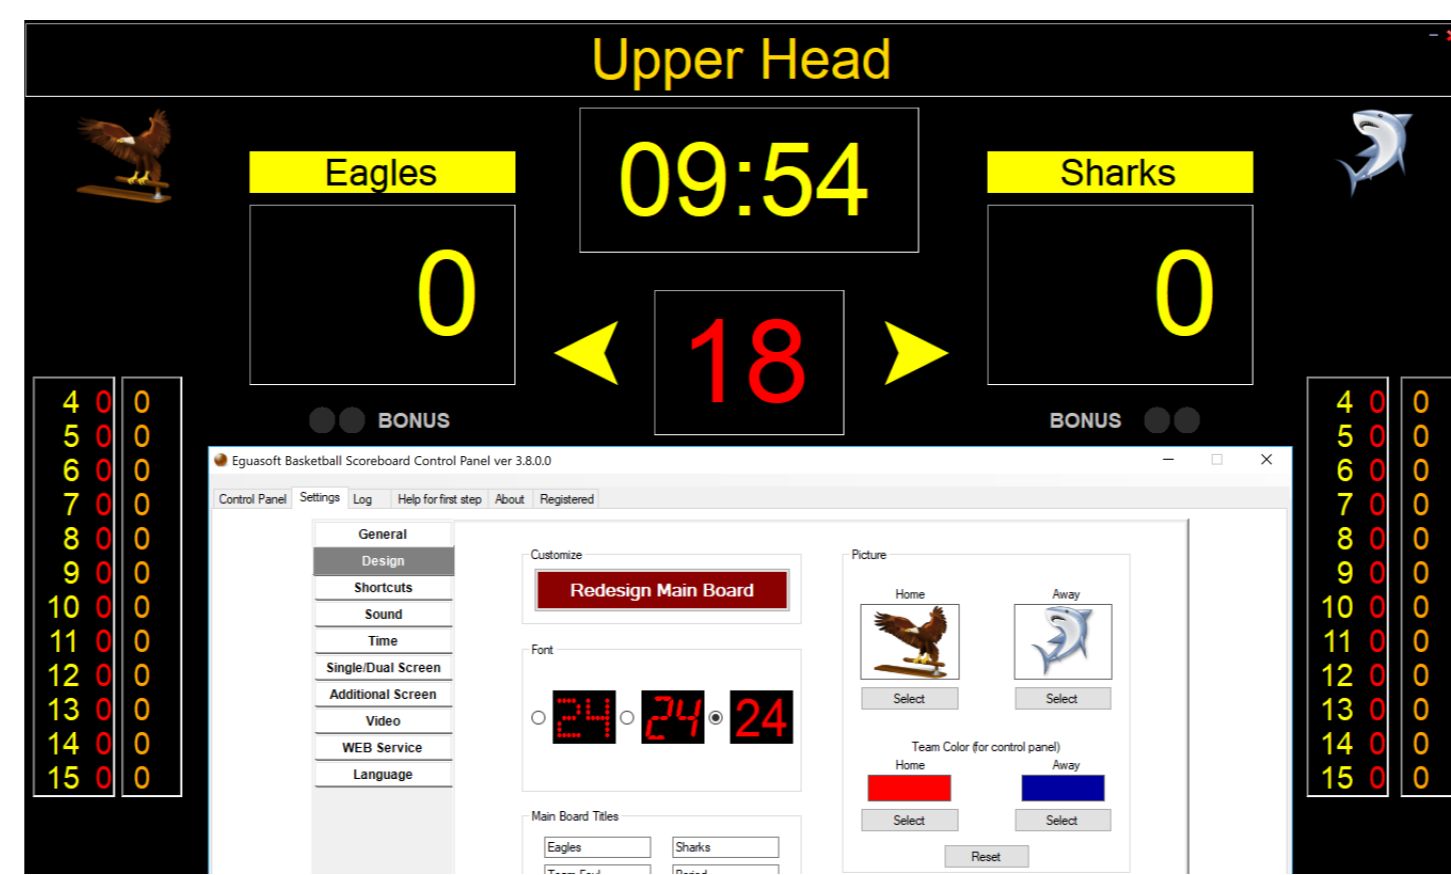 Upper Head
Eagles
09:54
Sharks
0
18
0
BONUS
BONUS
4 0 0
5 0 0
6 0 0
7 0 0
8 0 0
9 0 0
10 0 0
11 0 0
12 0 0
13 0 0
14 0 0
15 0 0
4 0 0
5 0 0
6 0 0
7 0 0
8 0 0
9 0 0
10 0 0
11 0 0
12 0 0
13 0 0
14 0 0
15 0 0
Eguasoft Basketball Scoreboard Control Panel ver 3.8.0.0
Control Panel Settings Log Help for first step About Registered
General
Design
Shortcuts
Sound
Time
Single/Dual Screen
Additional Screen
Video
WEB Service
Language
Customize
Redesign Main Board
Font
24 24 24
Main Board Titles
Eagles Sharks
Team Foul Period
Picture
Home Away
Select Select
Team Color (for control panel)
Home Away
Select Select
Reset